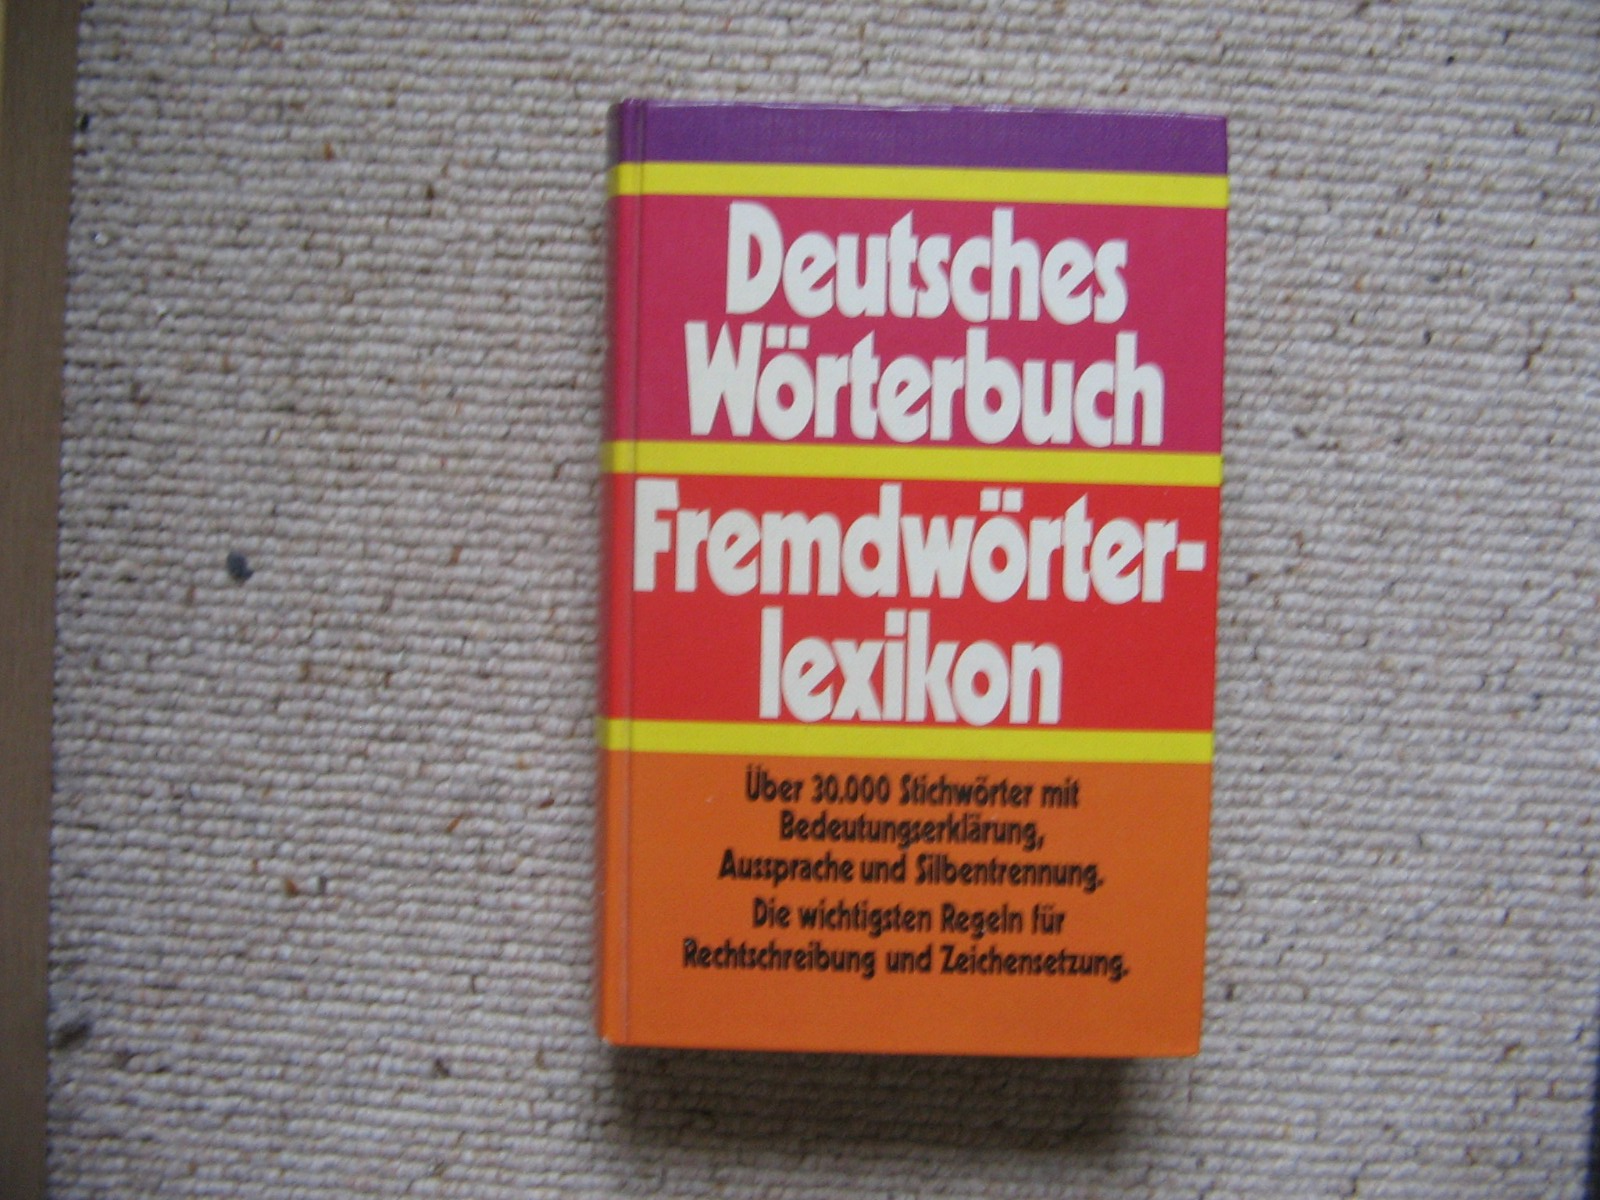 Deutsches
Wörterbuch
Fremdwörter-
lexikon
Über 30.000 Stichwörter mit
Bedeutungserklärung,
Aussprache und Silbentrennung.
Die wichtigsten Regeln für
Rechtschreibung und Zeichensetzung.